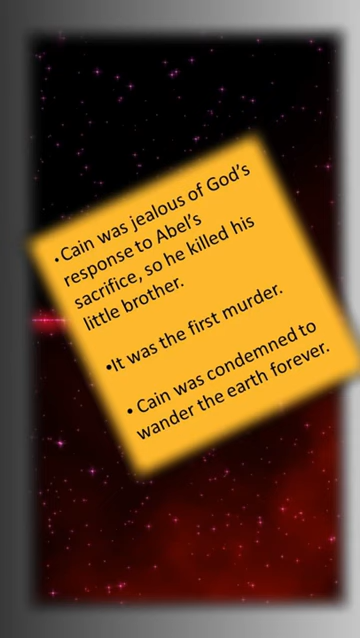 •Cain was jealous of God's
response to Abel's
sacrifice, so he killed his
little brother.
•It was the first murder.
• Cain was condemned to
wander the earth forever.